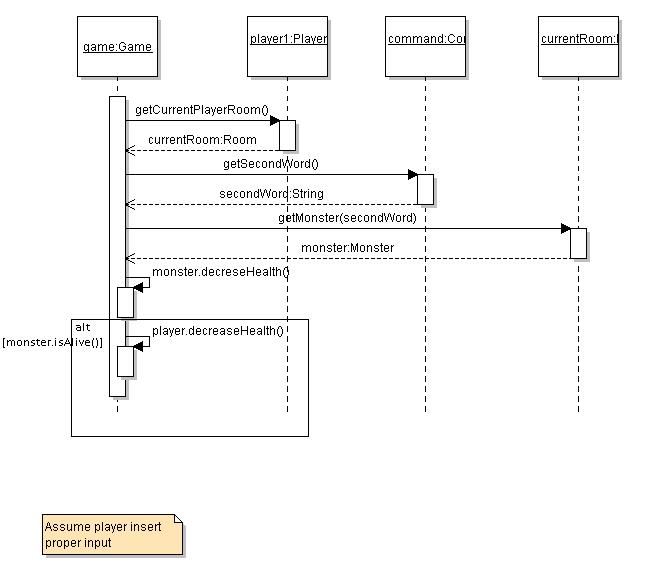 game:Game
player1:Player
command:Co
currentRoom:
getCurrentPlayerRoom()
currentRoom:Room
getSecondWord()
secondWord:String
getMonster(secondWord)
monster:Monster
monster.decreseHealth()
alt
[monster.isAlive()]
player.decreaseHealth()
Assume player insert
proper input